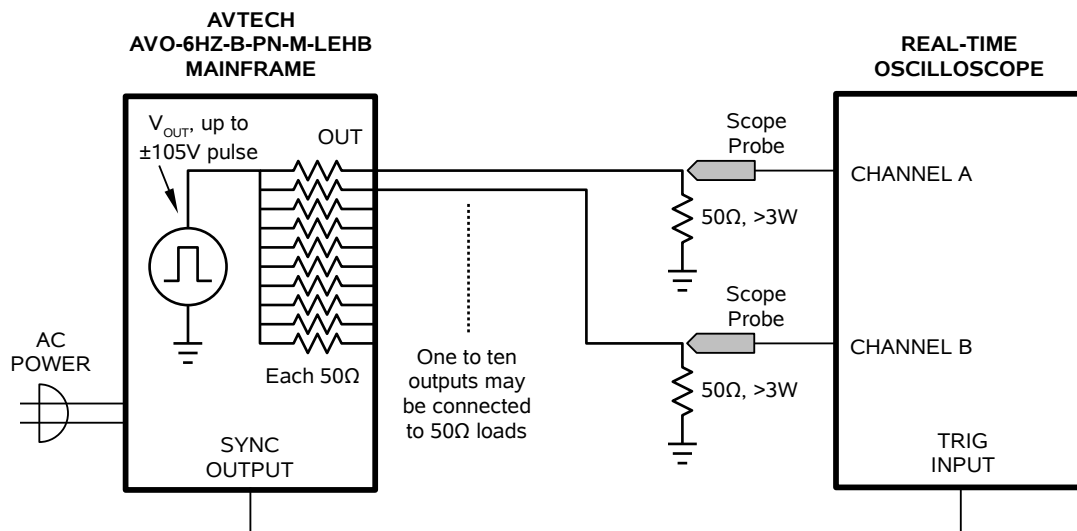 AVTECH
AVO-6HZ-B-PN-M-LEHB
MAINFRAME
REAL-TIME
OSCILLOSCOPE
V_OUT, up to
±105V pulse
OUT
Scope
Probe
CHANNEL A
50Ω, >3W
Scope
Probe
CHANNEL B
50Ω, >3W
AC
POWER
Each 50Ω
One to ten
outputs may
be connected
to 50Ω loads
SYNC
OUTPUT
TRIG
INPUT